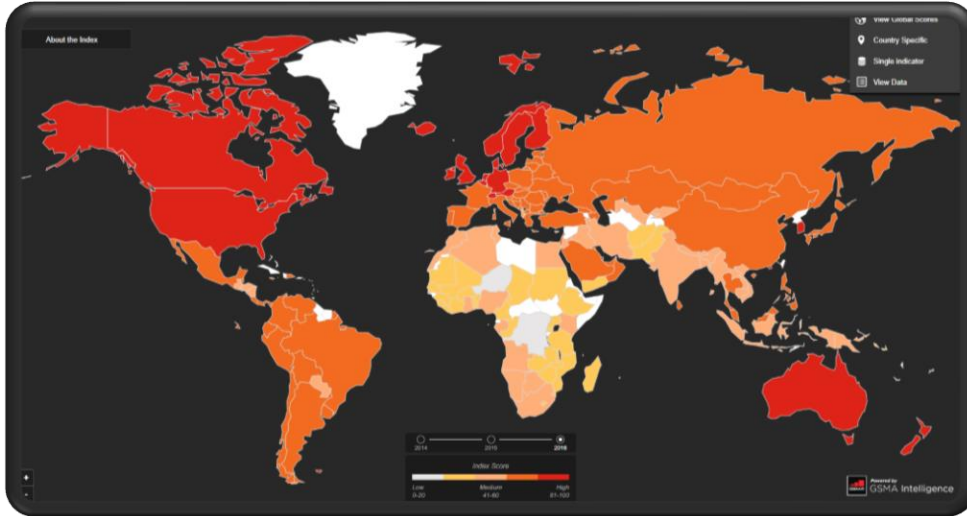 About the Index
View Global Scores
Country Specific
Single indicator
View Data
2014
2015
2016
Index Score
Low
Medium
High
0-20
41-60
81-100
+
-
Powered by
GSMA Intelligence